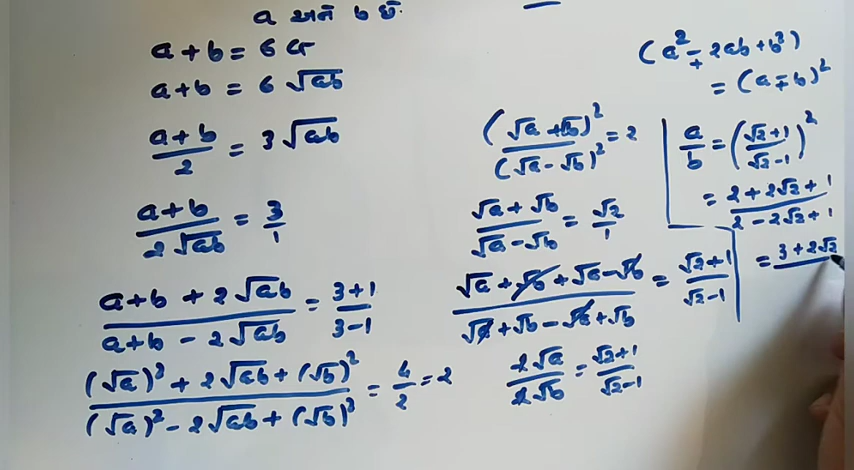 a અને b છે.
a + b = 6 G
a + b = 6 √ab
a + b / 2 = 3 √ab
a + b / 2 √ab = 3 / 1
a + b + 2 √ab / a + b - 2 √ab = 3 + 1 / 3 - 1
(√a)² + 2 √ab + (√b)² / (√a)² - 2 √ab + (√b)² = 4 / 2 = 2
(√a + √b)² / (√a - √b)² = 2
√a + √b / √a - √b = √2 / 1
√a + √b + √a - √b / √a + √b - √a + √b = √2 + 1 / √2 - 1
2 √a / 2 √b = √2 + 1 / √2 - 1
(a² ∓ 2ab + b²)
= (a ∓ b)²
a / b = (√2 + 1 / √2 - 1)²
= 2 + 2√2 + 1 / 2 - 2√2 + 1
= 3 + 2√2